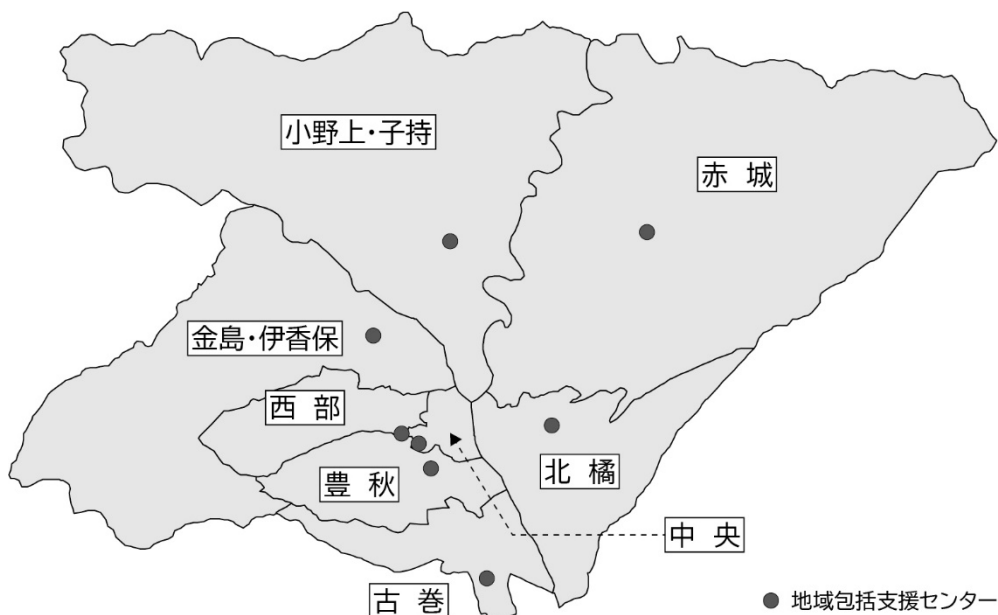 小野上・子持
赤城
金島・伊香保
西部
豊秋
北橘
中央
古巻
● 地域包括支援センター